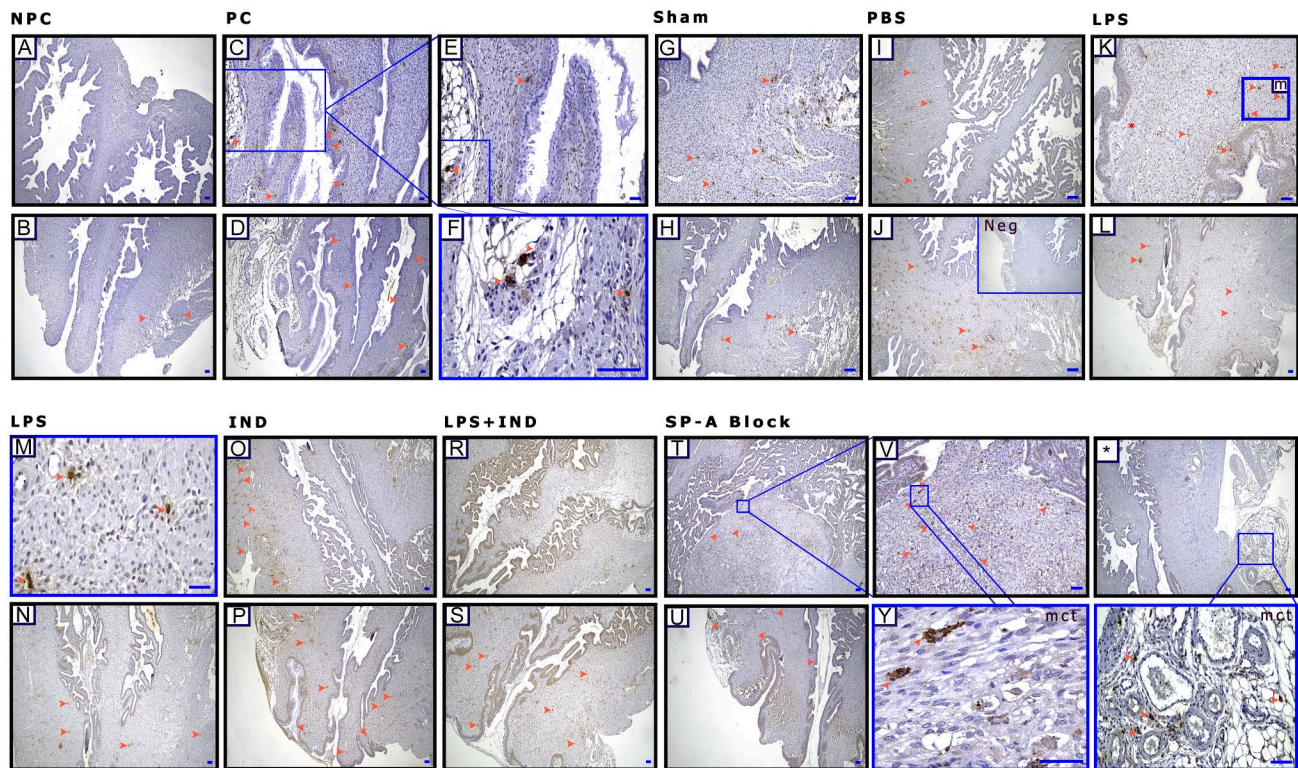 NPC PC Sham PBS LPS
A C E G I K m
*
B D F H J Neg L
LPS IND LPS+IND SP-A Block
M O R T V *
N P S U Y mct mct